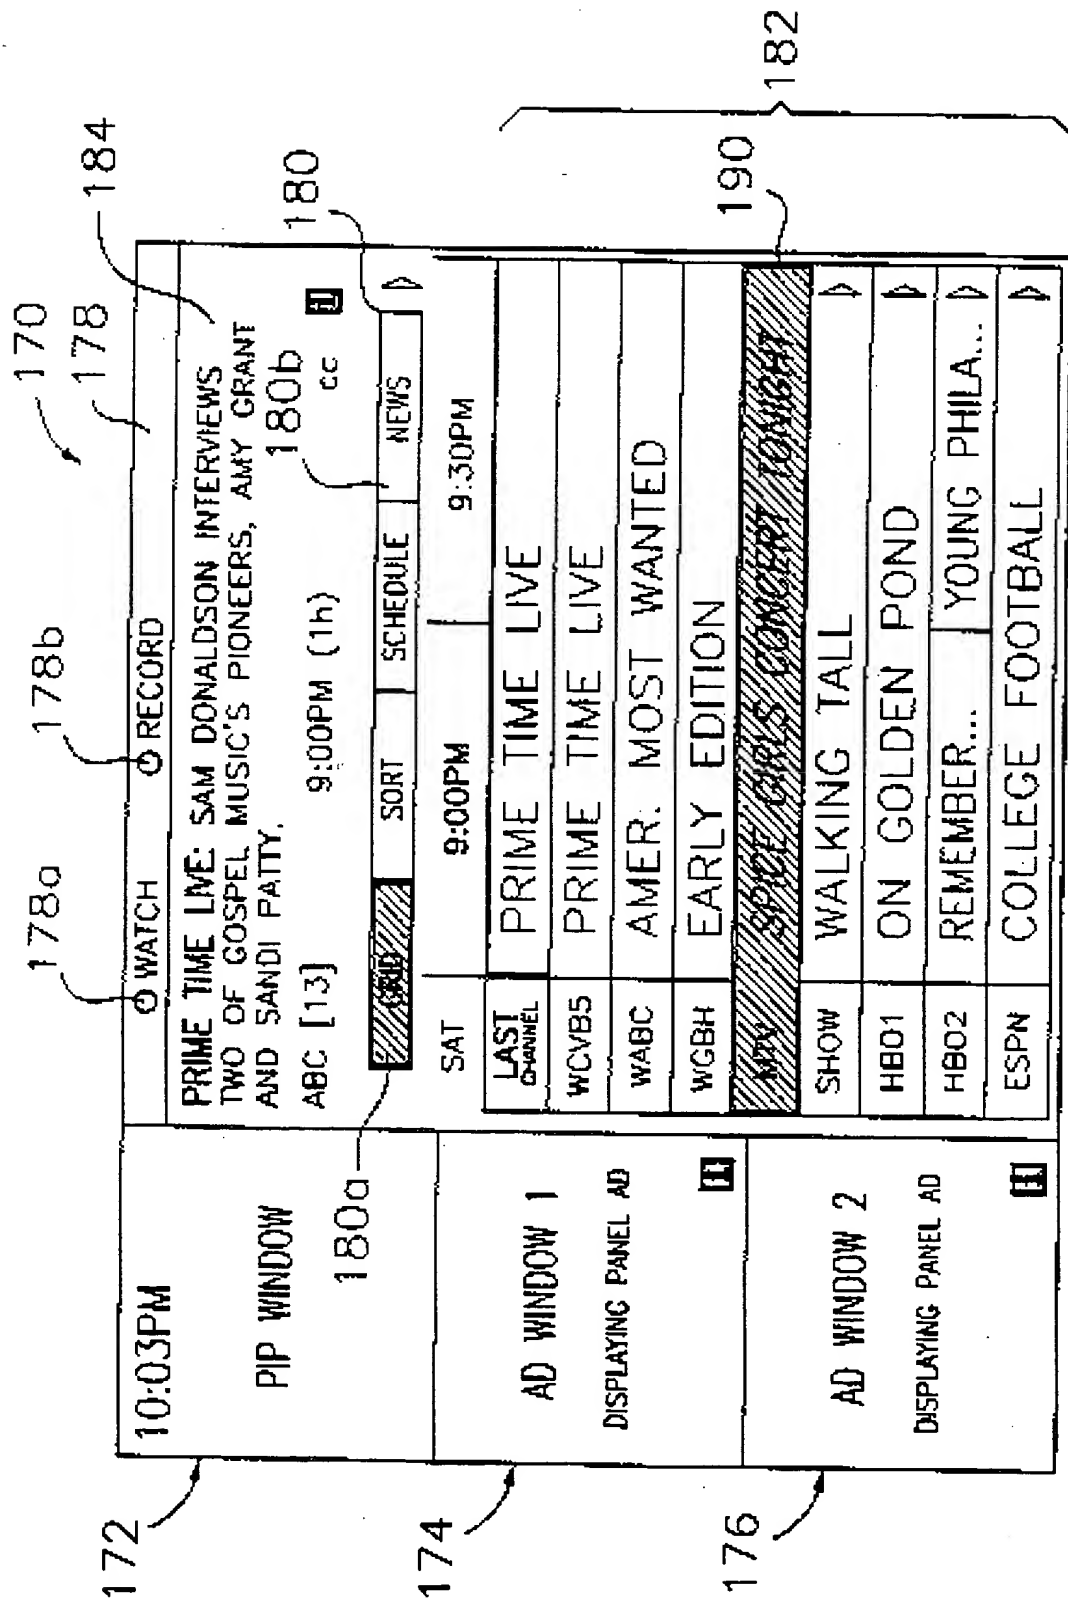 170
178a
178b
178
184
WATCH
RECORD
10:03PM
PIP WINDOW
172
PRIME TIME LIVE: SAM DONALDSON INTERVIEWS
TWO OF GOSPEL MUSIC'S PIONEERS, AMY GRANT
AND SANDI PATTY.
ABC [13] 9:00PM (1h) cc i
180a
180b
180
GRID SORT SCHEDULE NEWS
SAT 9:00PM 9:30PM
LAST CHANNEL PRIME TIME LIVE
WCVB5 PRIME TIME LIVE
WABC AMER. MOST WANTED
WGBH EARLY EDITION
MTV SPICE GIRLS CONCERT TONIGHT
190
SHOW WALKING TALL
HBO1 ON GOLDEN POND
HBO2 REMEMBER... YOUNG PHILA...
ESPN COLLEGE FOOTBALL
182
174
AD WINDOW 1
DISPLAYING PANEL AD
i
176
AD WINDOW 2
DISPLAYING PANEL AD
i